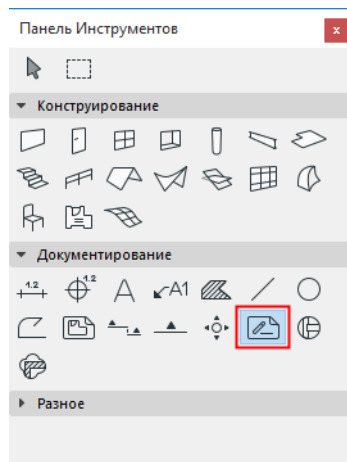 Панель Инструментов
x
Конструирование
Документирование
1.2 1.2 A A1
Разное